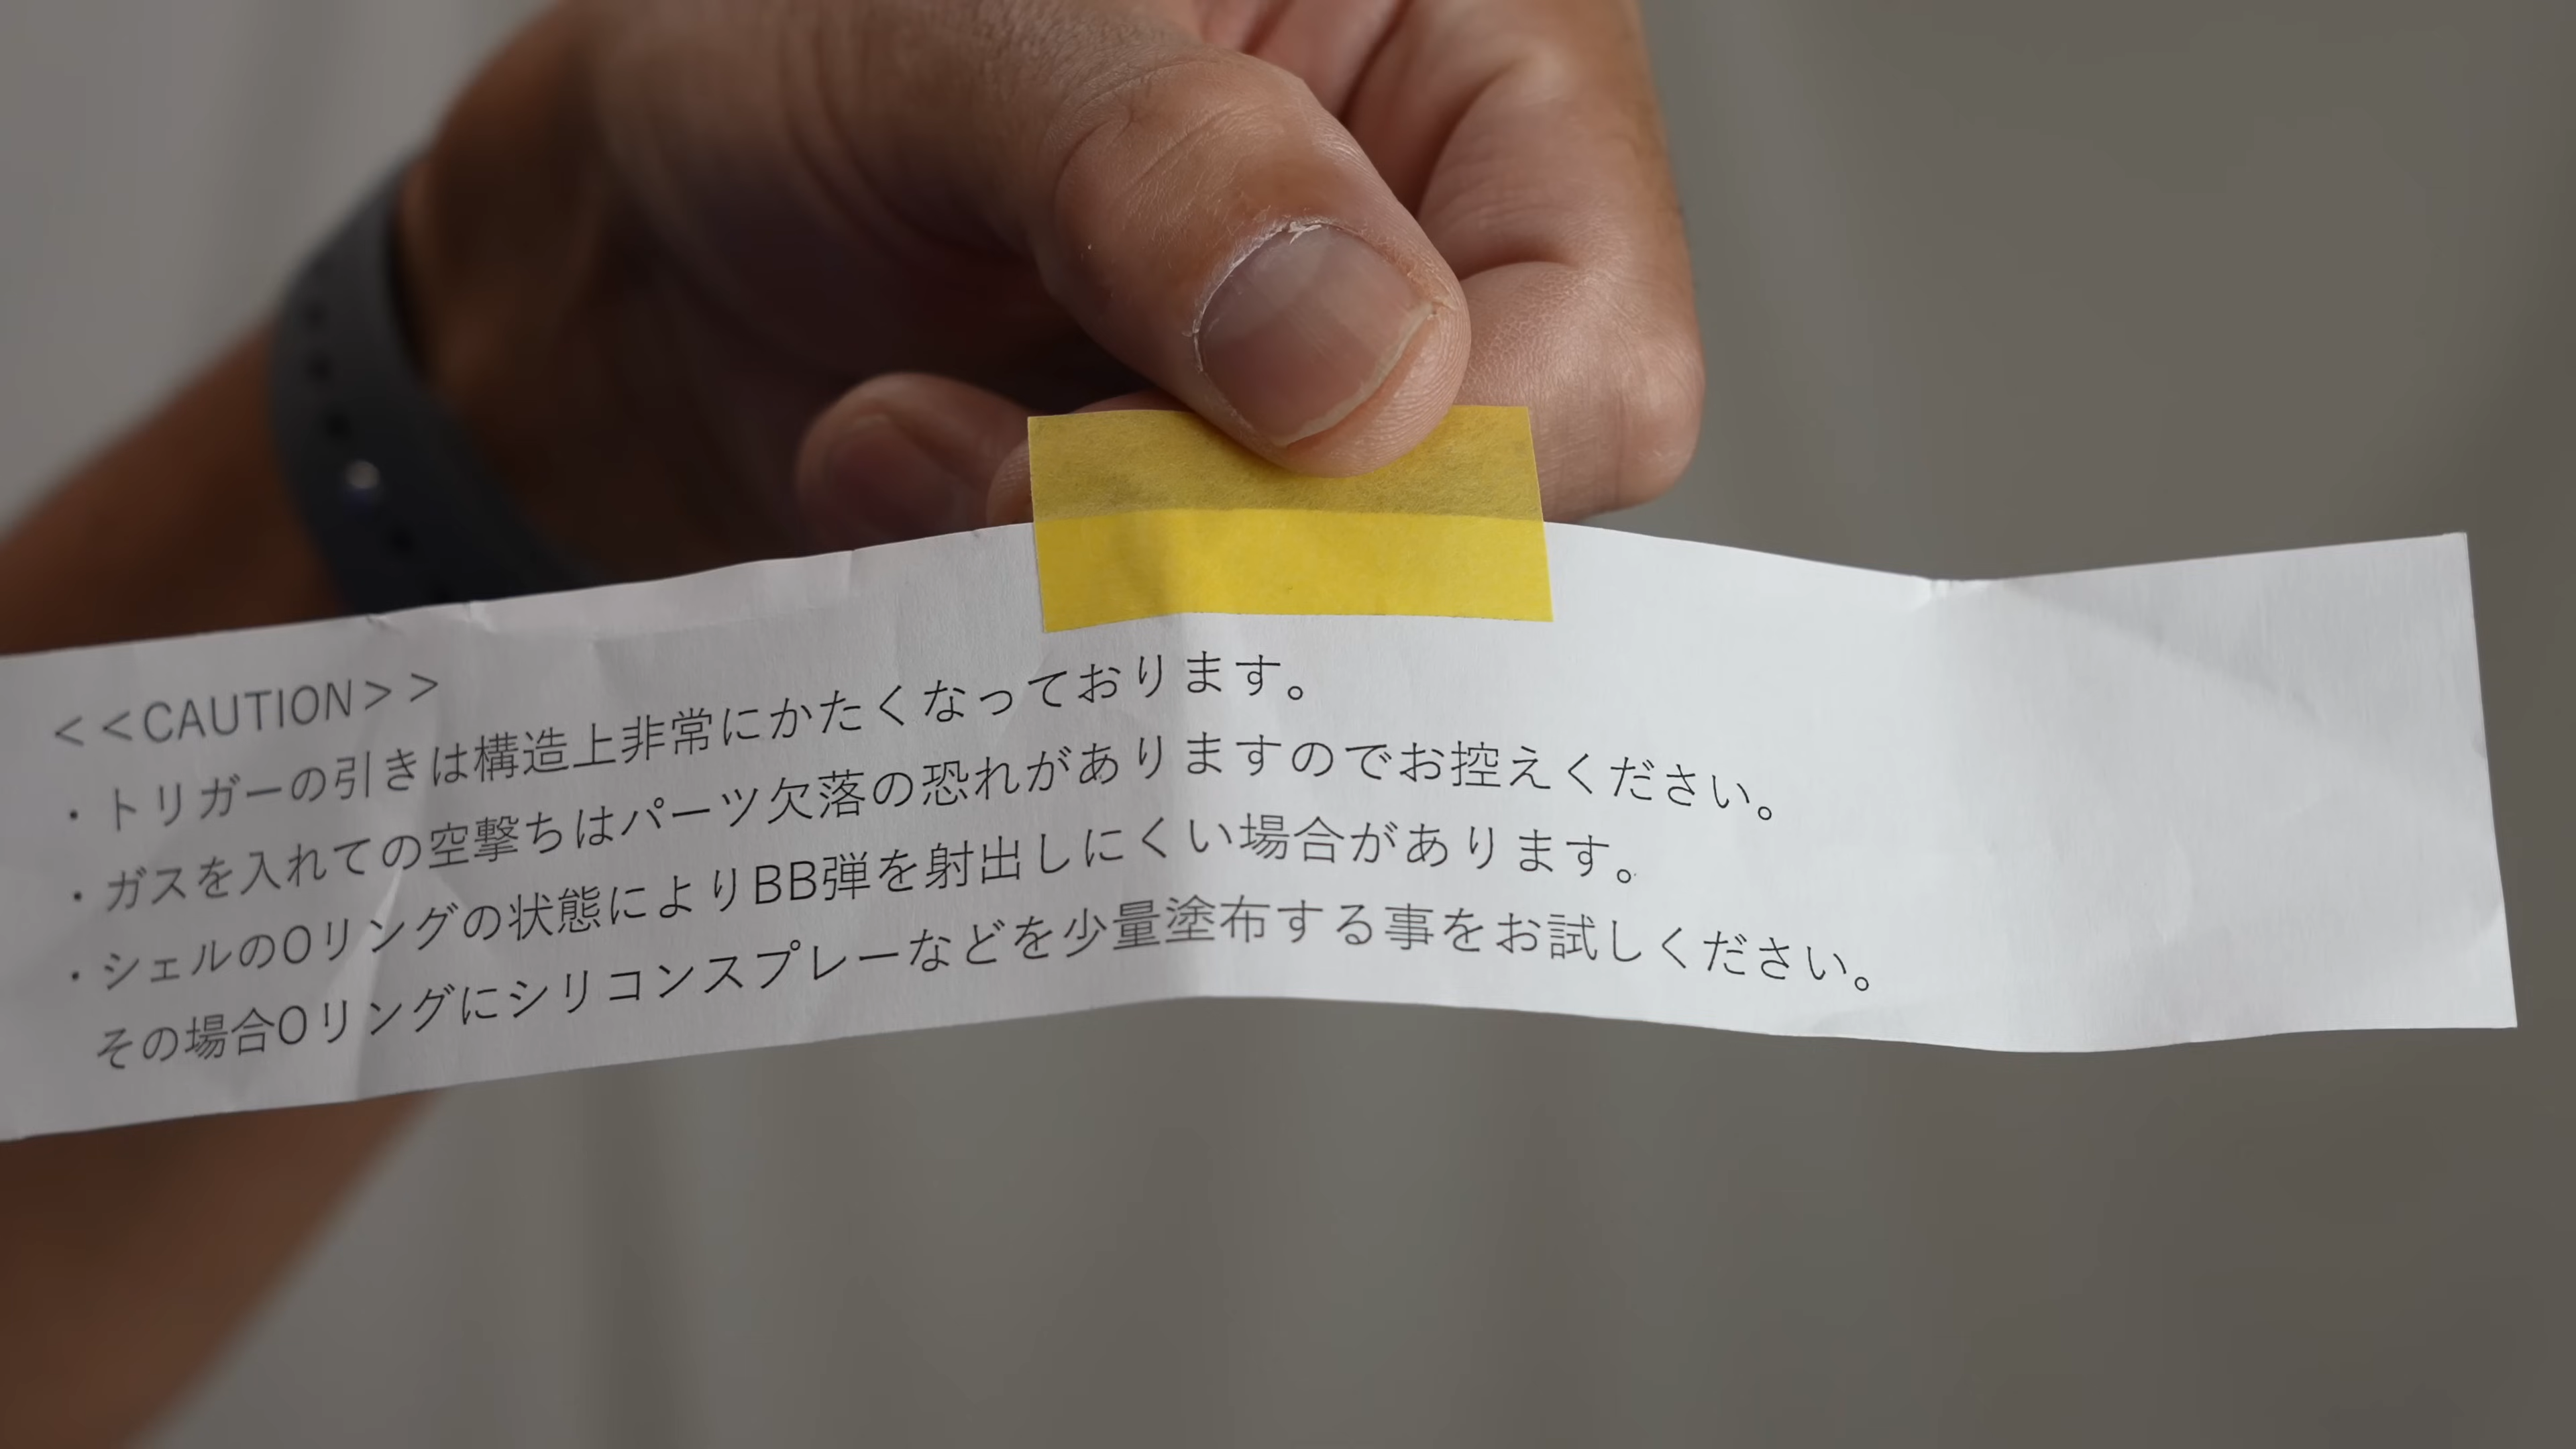 <<CAUTION>>
・トリガーの引きは構造上非常にかたくなっております。
・ガスを入れての空撃ちはパーツ欠落の恐れがありますのでお控えください。
・シェルのOリングの状態によりBB弾を射出しにくい場合があります。
その場合Oリングにシリコンスプレーなどを少量塗布する事をお試しください。